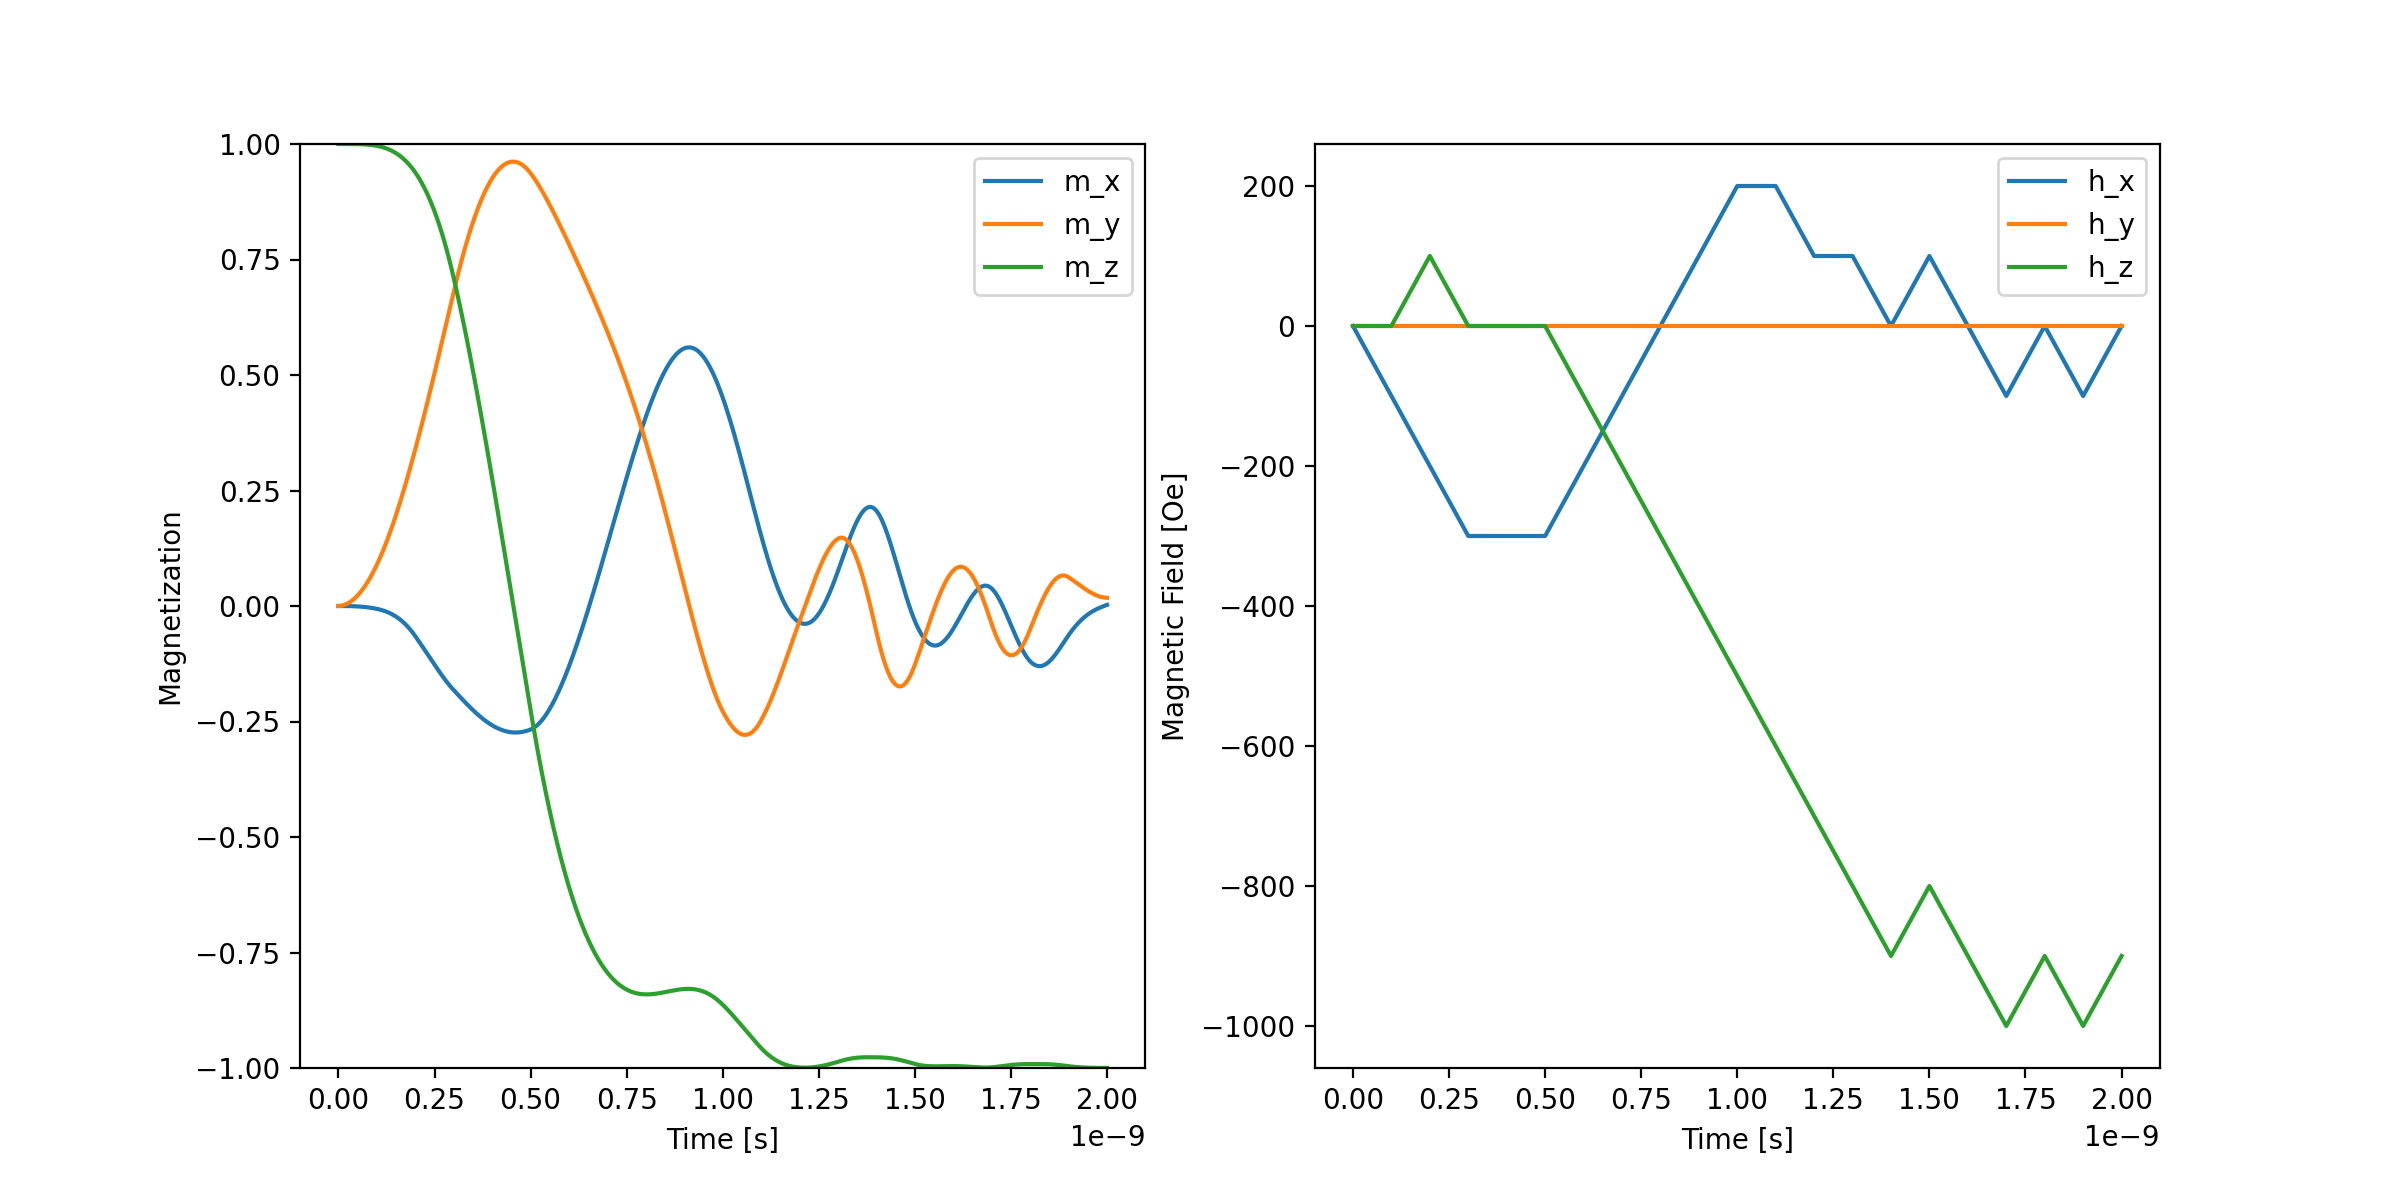 1.00
0.75
0.50
0.25
0.00
−0.25
−0.50
−0.75
−1.00
Magnetization
m_x
m_y
m_z
0.00 0.25 0.50 0.75 1.00 1.25 1.50 1.75 2.00
Time [s]
1e−9
200
0
−200
−400
−600
−800
−1000
Magnetic Field [Oe]
h_x
h_y
h_z
0.00 0.25 0.50 0.75 1.00 1.25 1.50 1.75 2.00
Time [s]
1e−9